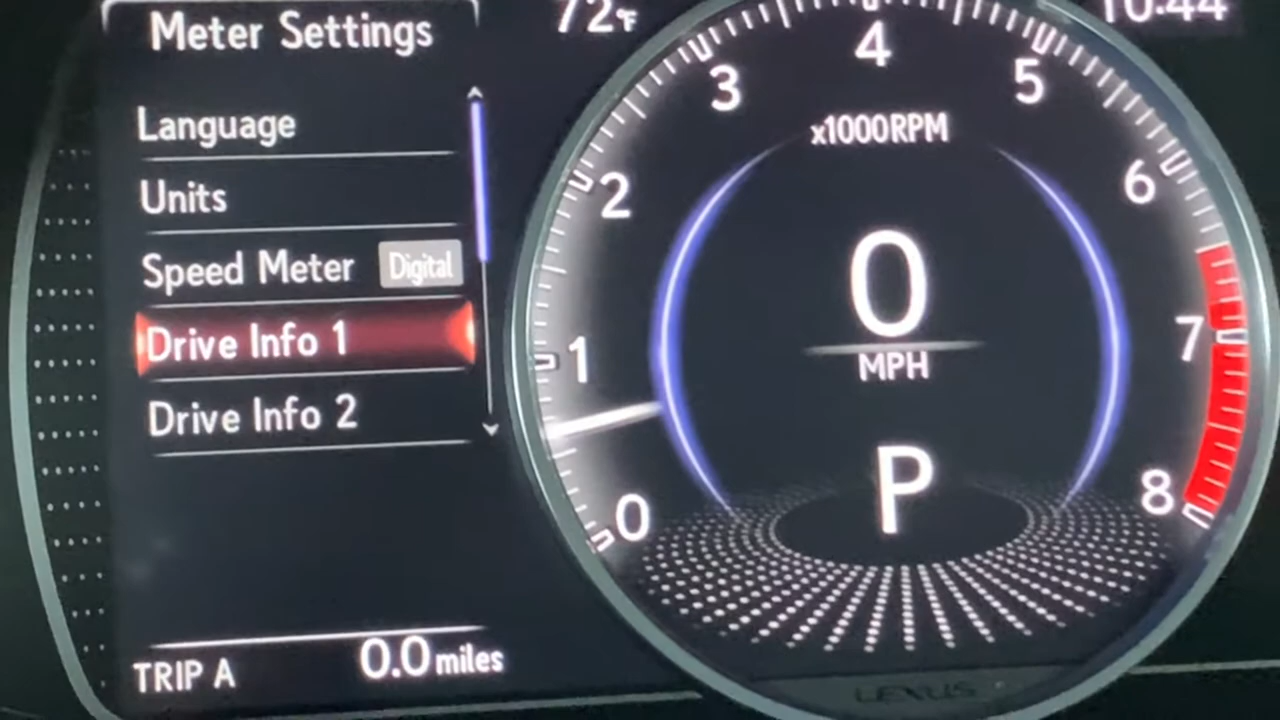 Meter Settings
72°F
10:44
Language
Units
Speed Meter Digital
Drive Info 1
Drive Info 2
TRIP A 0.0 miles
0
1
2
3
4
5
6
7
8
x1000RPM
0
MPH
P
LEXUS